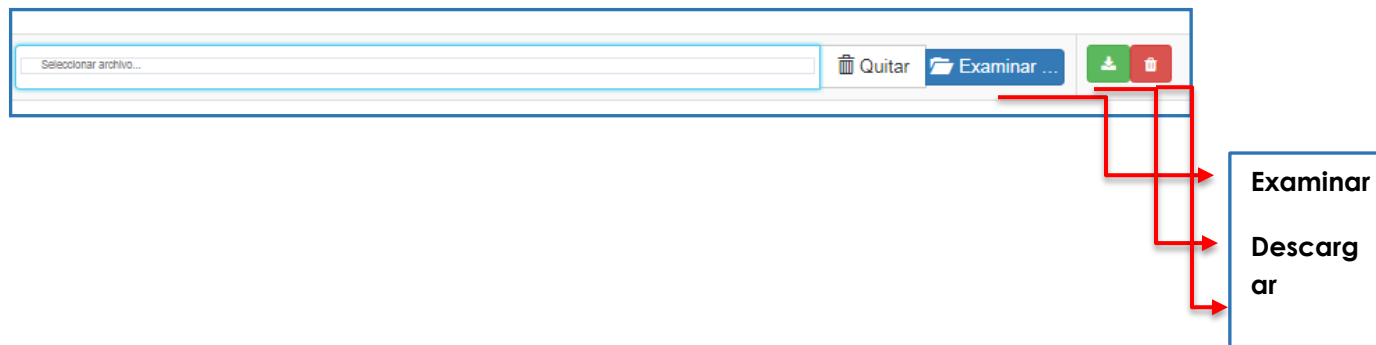 Seleccionar archivo...
Quitar
Examinar ...
Examinar
Descarg
ar